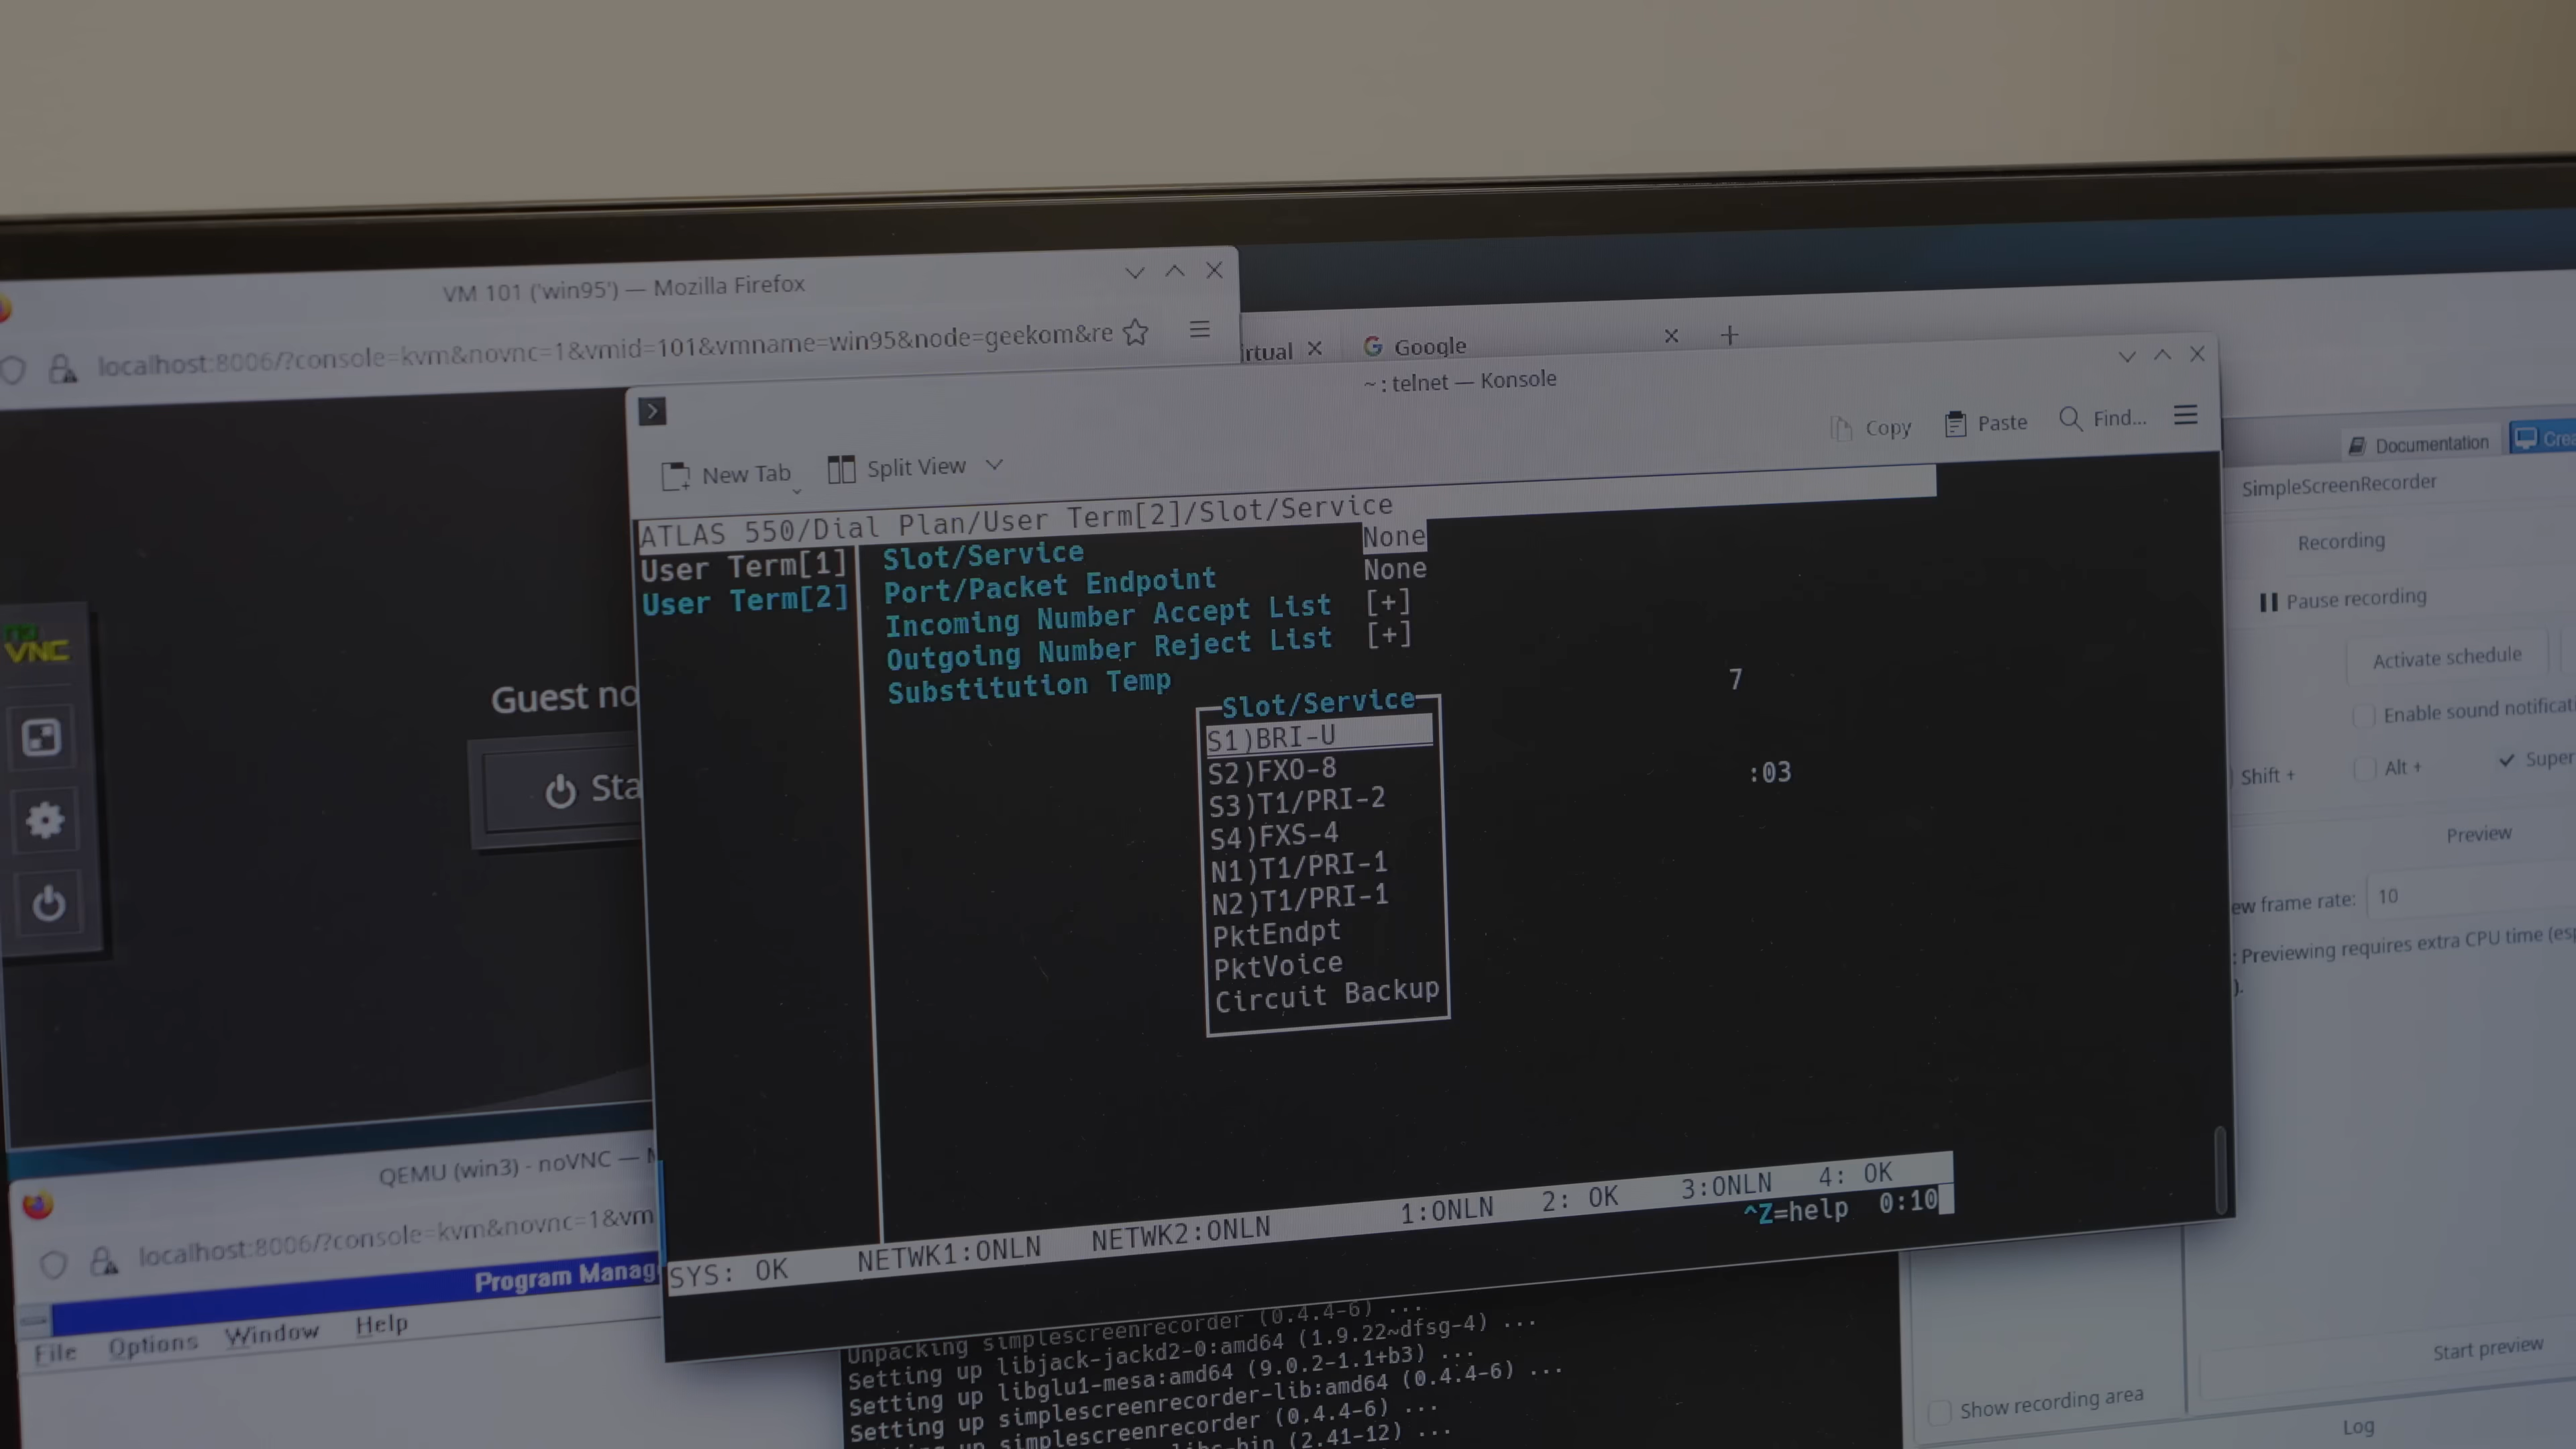 VM 101 ('win95') — Mozilla Firefox
localhost:8006/?console=kvm&novnc=1&vmid=101&vmname=win95&node=geekom&re
irtual
Google
~ : telnet — Konsole
New Tab
Split View
Copy
Paste
Find...
ATLAS 550/Dial Plan/User Term[2]/Slot/Service
User Term[1]
User Term[2]
Slot/Service None
Port/Packet Endpoint None
Incoming Number Accept List [+]
Outgoing Number Reject List [+]
Substitution Temp
7
:03
Slot/Service
S1)BRI-U
S2)FXO-8
S3)T1/PRI-2
S4)FXS-4
N1)T1/PRI-1
N2)T1/PRI-1
PktEndpt
PktVoice
Circuit Backup
SYS: OK NETWK1:ONLN NETWK2:ONLN 1:ONLN 2: OK 3:ONLN 4: OK
^Z=help 0:10
VNC
Guest no
Sta
QEMU (win3) - noVNC —
localhost:8006/?console=kvm&novnc=1&vm
Program Manag
File Options Window Help
Unpacking simplescreenrecorder (0.4.4-6) ...
Setting up libjack-jackd2-0:amd64 (1.9.22~dfsg-4) ...
Setting up libglu1-mesa:amd64 (9.0.2-1.1+b3) ...
Setting up simplescreenrecorder-lib:amd64 (0.4.4-6) ...
Setting up simplescreenrecorder (0.4.4-6) ...
(2.41-12) ...
Documentation
Crea
SimpleScreenRecorder
Recording
Pause recording
Activate schedule
Enable sound notificat
Shift +
Alt +
Super
Preview
ew frame rate: 10
: Previewing requires extra CPU time (esp
).
Start preview
Show recording area
Log